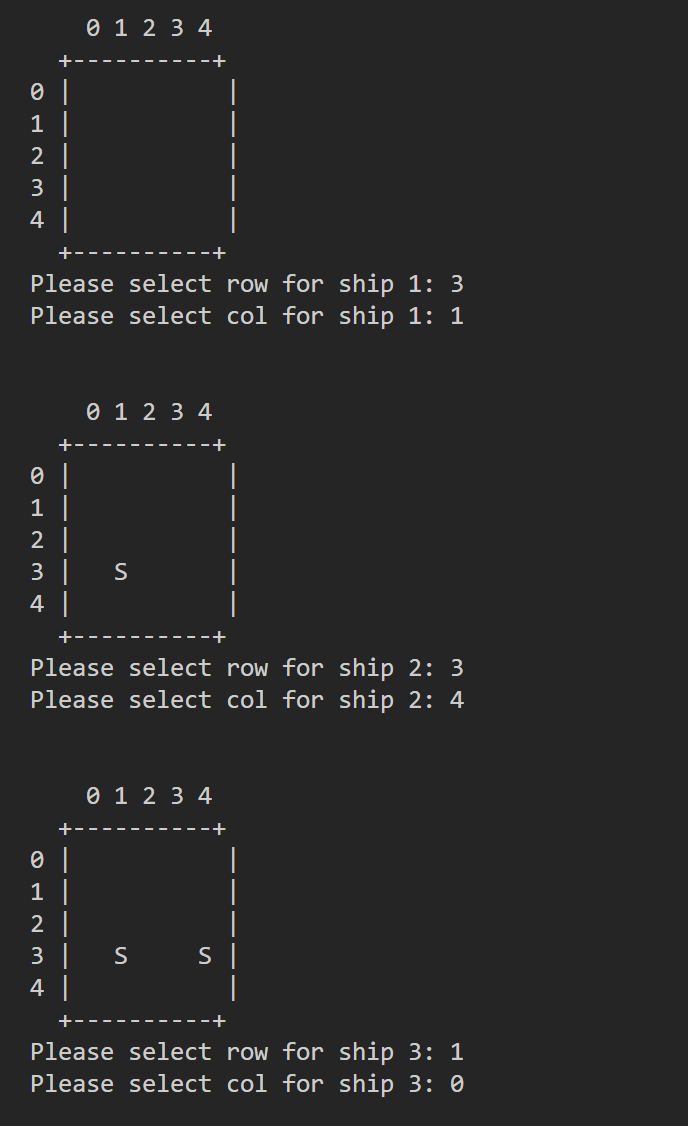 0 1 2 3 4
  +----------+
0 |           |
1 |           |
2 |           |
3 |           |
4 |           |
  +----------+
Please select row for ship 1: 3
Please select col for ship 1: 1

    0 1 2 3 4
  +----------+
0 |           |
1 |           |
2 |           |
3 |   S       |
4 |           |
  +----------+
Please select row for ship 2: 3
Please select col for ship 2: 4

    0 1 2 3 4
  +----------+
0 |           |
1 |           |
2 |           |
3 |   S     S |
4 |           |
  +----------+
Please select row for ship 3: 1
Please select col for ship 3: 0